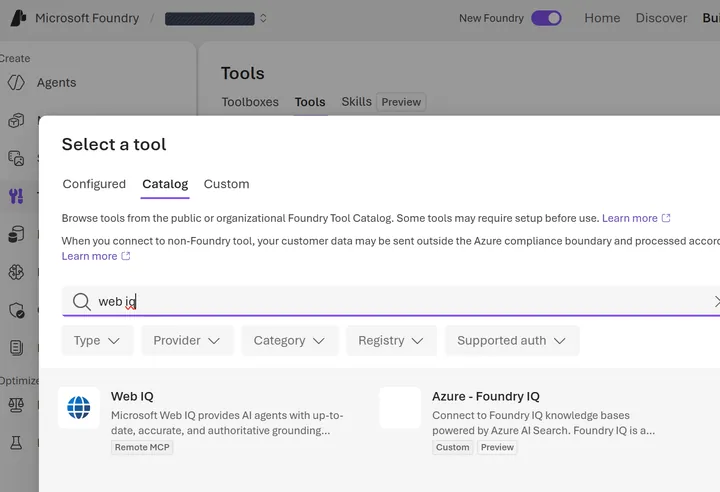 Microsoft Foundry /
New Foundry Home Discover
Create
Agents
Tools
Toolboxes Tools Skills Preview
Select a tool
Configured Catalog Custom
Browse tools from the public or organizational Foundry Tool Catalog. Some tools may require setup before use. Learn more
When you connect to non-Foundry tool, your customer data may be sent outside the Azure compliance boundary and processed
Learn more
web iq
Type Provider Category Registry Supported auth
Web IQ
Microsoft Web IQ provides AI agents with up-to-
date, accurate, and authoritative grounding...
Remote MCP
Azure - Foundry IQ
Connect to Foundry IQ knowledge bases
powered by Azure AI Search. Foundry IQ is a...
Custom Preview
Optimize